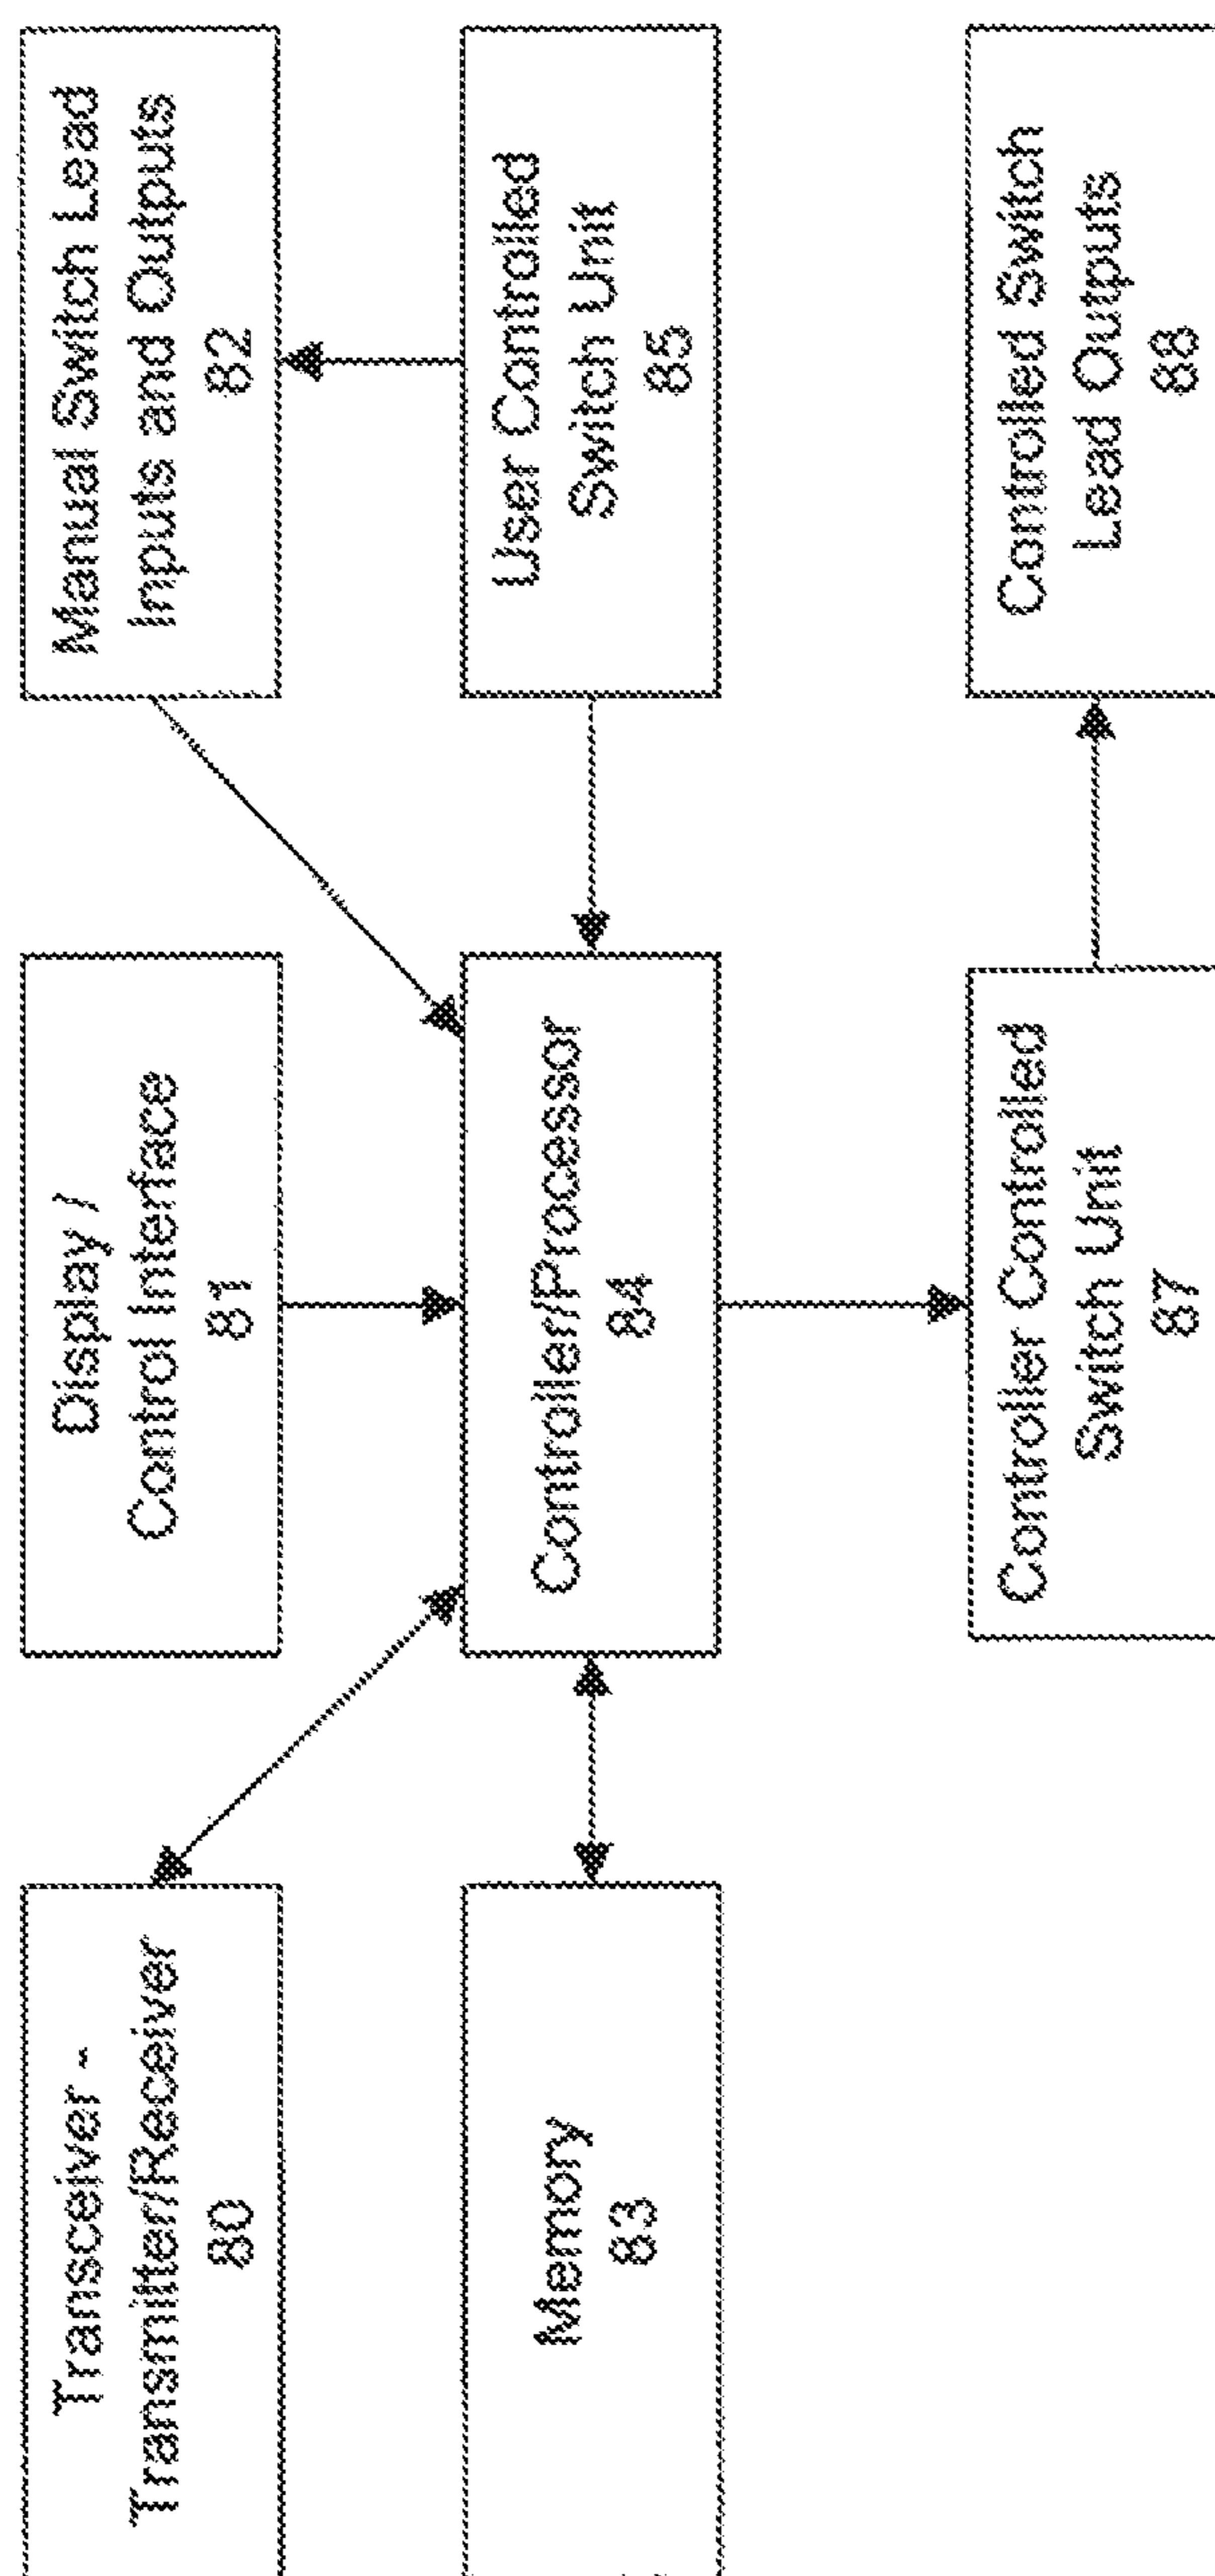 Transceiver -
Transmitter/Receiver
80
Display /
Control Interface
81
Manual Switch Lead
Inputs and Outputs
82
Memory
83
Controller/Processor
84
User Controlled
Switch Unit
85
Controller Controlled
Switch Unit
87
Controlled Switch
Lead Outputs
88